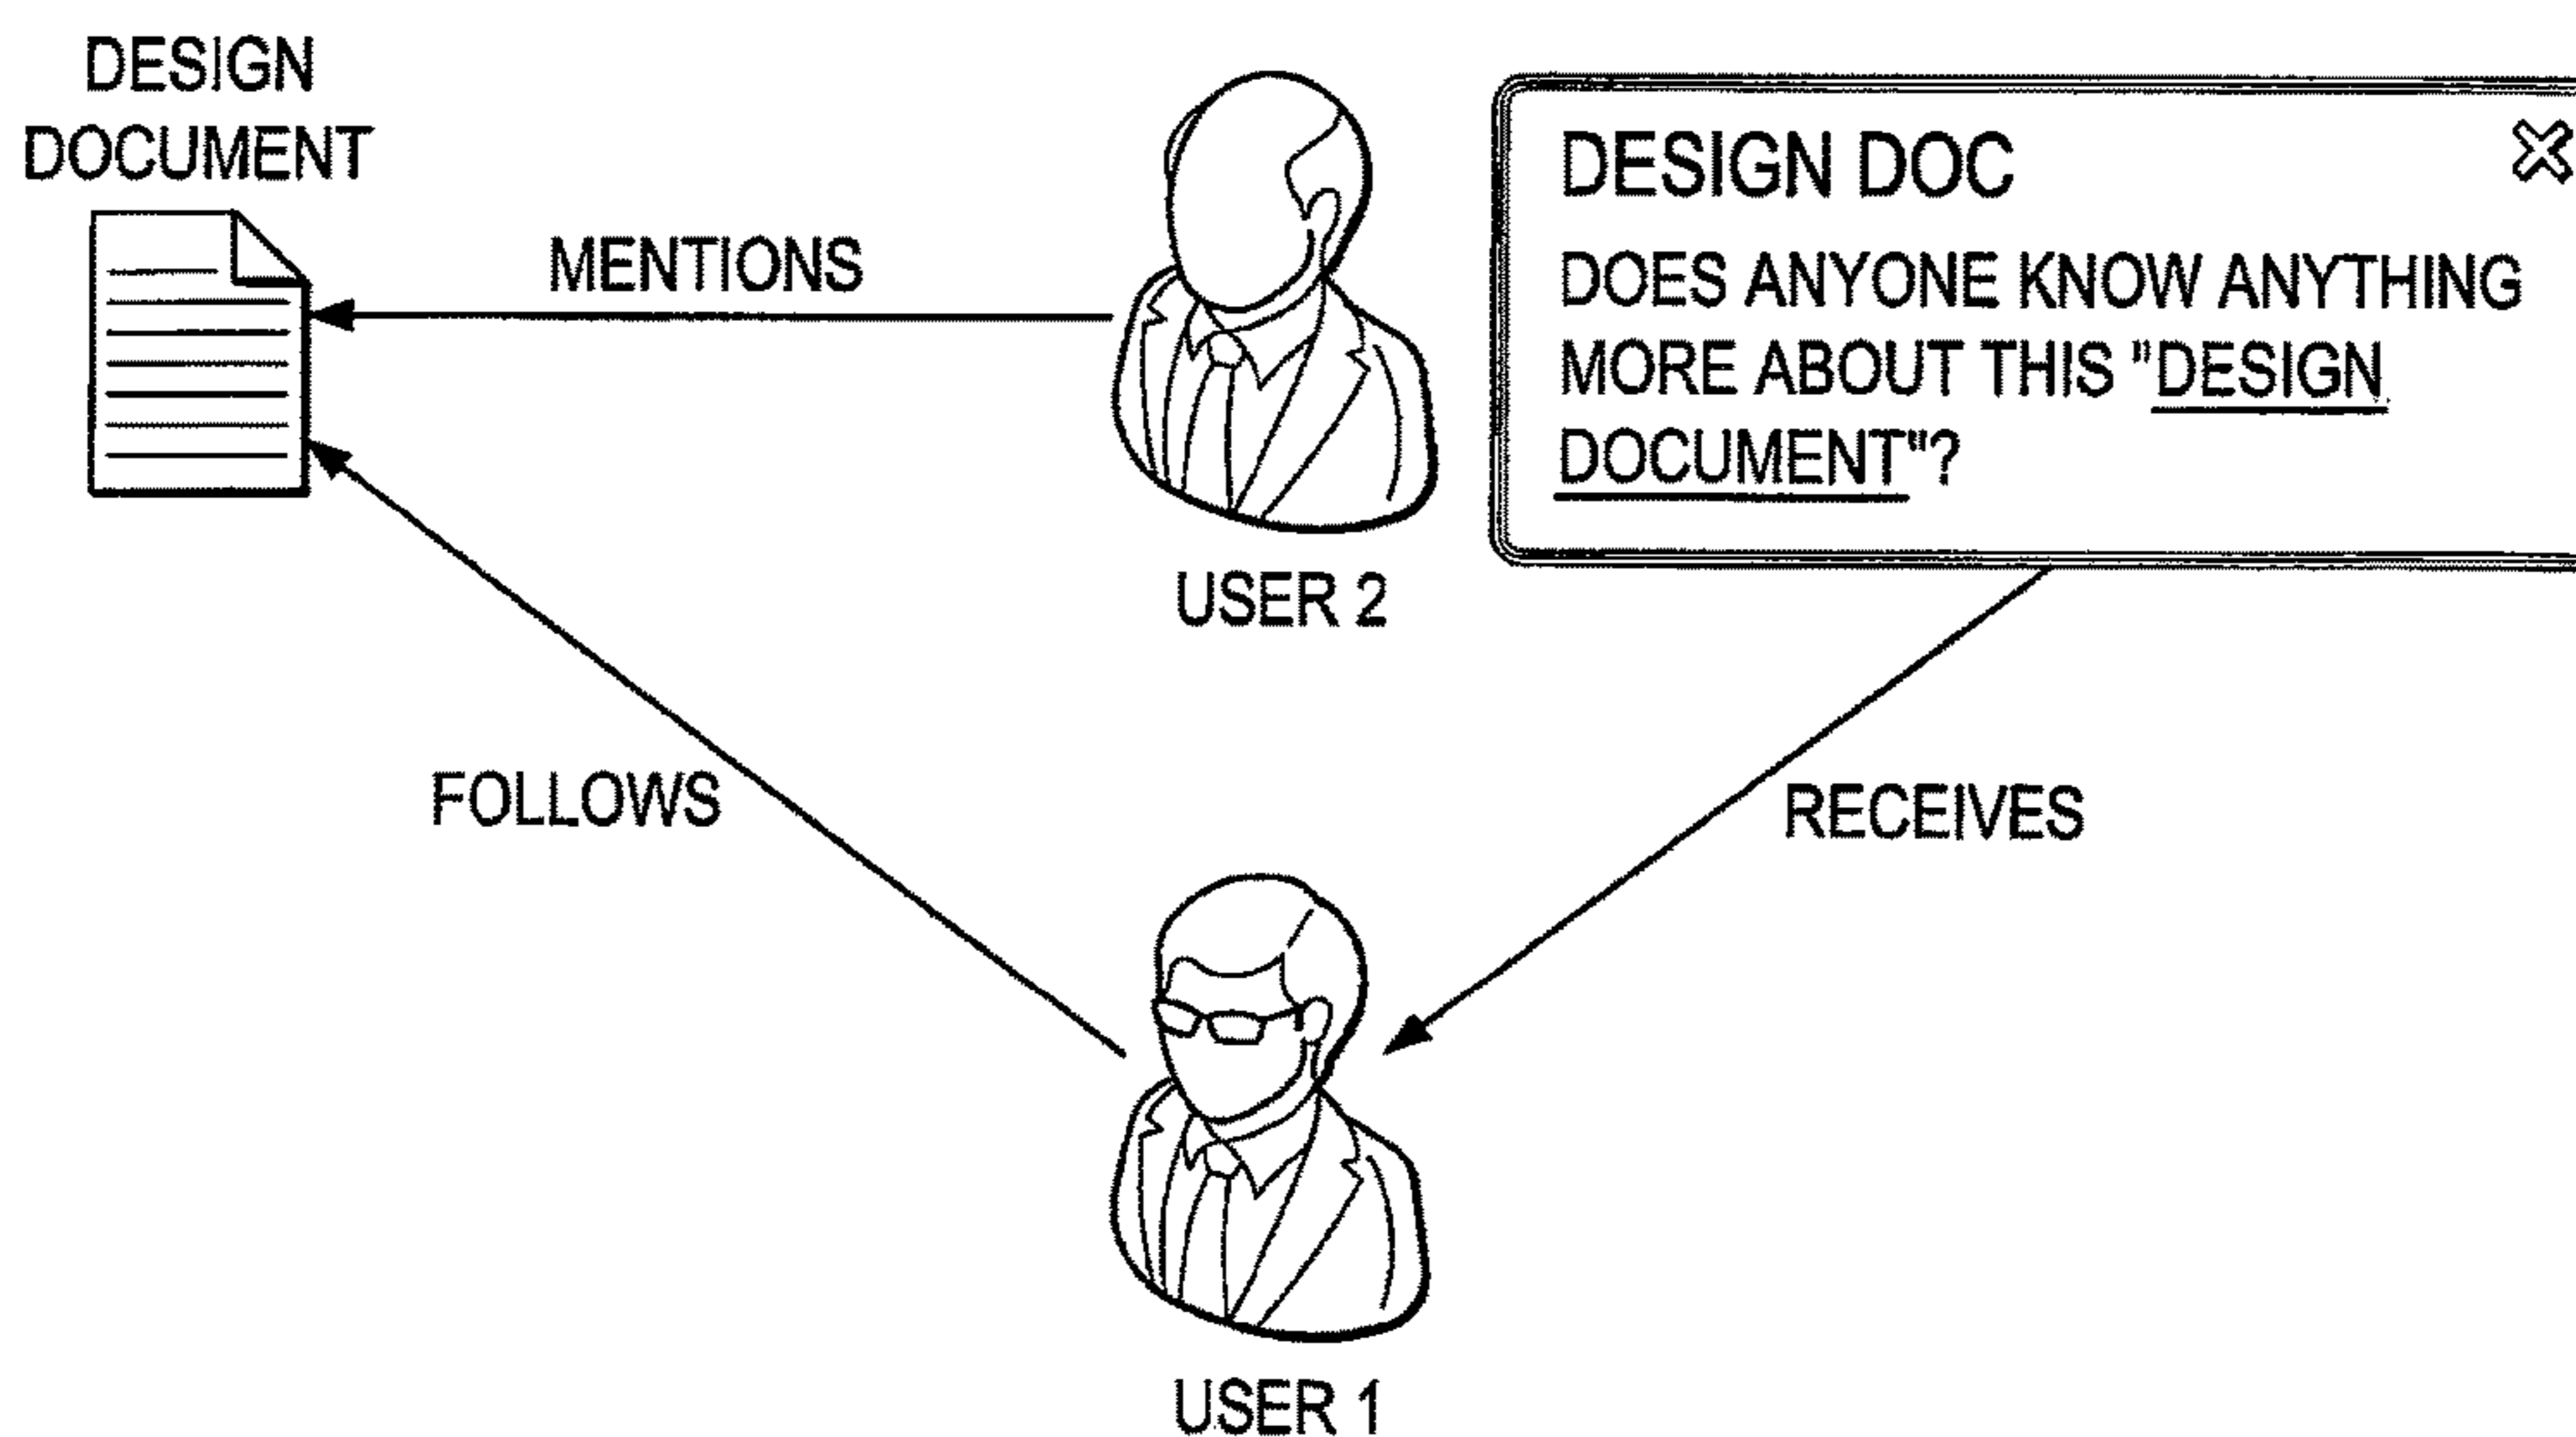 DESIGN
DOCUMENT
MENTIONS
USER 2
DESIGN DOC
DOES ANYONE KNOW ANYTHING
MORE ABOUT THIS "DESIGN
DOCUMENT"?
FOLLOWS
RECEIVES
USER 1